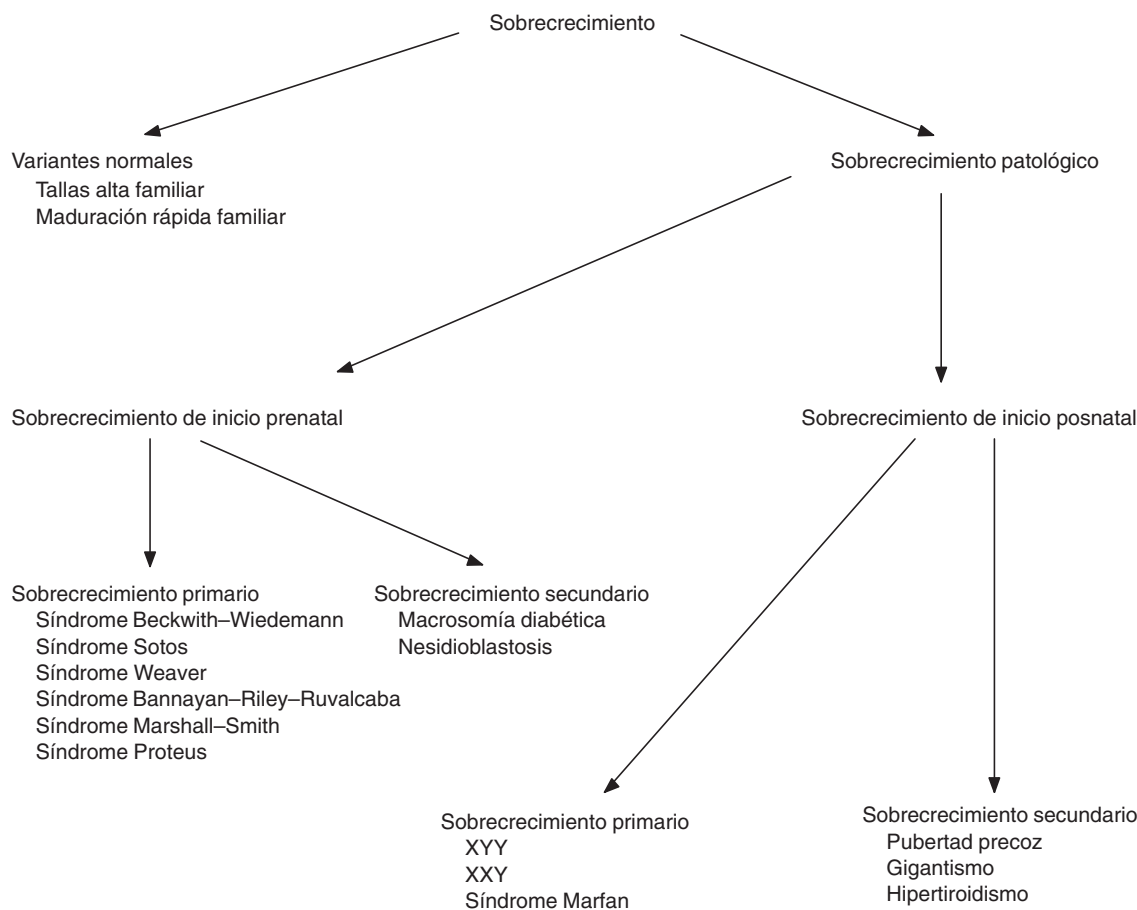 Sobrecrecimiento
Variantes normales
Tallas alta familiar
Maduración rápida familiar
Sobrecrecimiento patológico
Sobrecrecimiento de inicio prenatal
Sobrecrecimiento de inicio posnatal
Sobrecrecimiento primario
Síndrome Beckwith–Wiedemann
Síndrome Sotos
Síndrome Weaver
Síndrome Bannayan–Riley–Ruvalcaba
Síndrome Marshall–Smith
Síndrome Proteus
Sobrecrecimiento secundario
Macrosomía diabética
Nesidioblastosis
Sobrecrecimiento primario
XYY
XXY
Síndrome Marfan
Sobrecrecimiento secundario
Pubertad precoz
Gigantismo
Hipertiroidismo